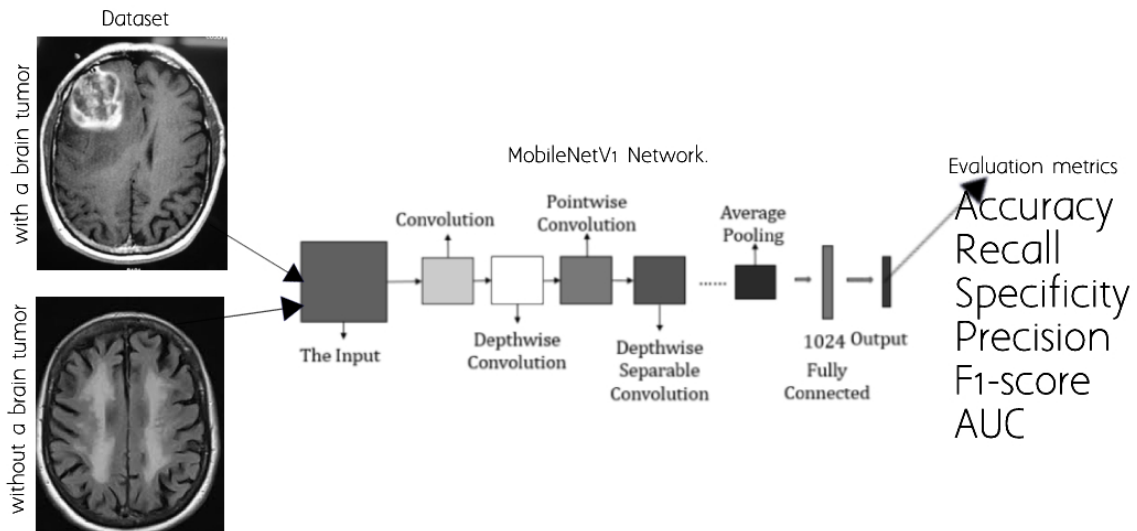 Dataset
with a brain tumor
without a brain tumor
MobileNetV1 Network.
The Input
Convolution
Depthwise
Convolution
Pointwise
Convolution
Depthwise
Separable
Convolution
......
Average
Pooling
1024
Fully
Connected
Output
Evaluation metrics
Accuracy
Recall
Specificity
Precision
F1-score
AUC